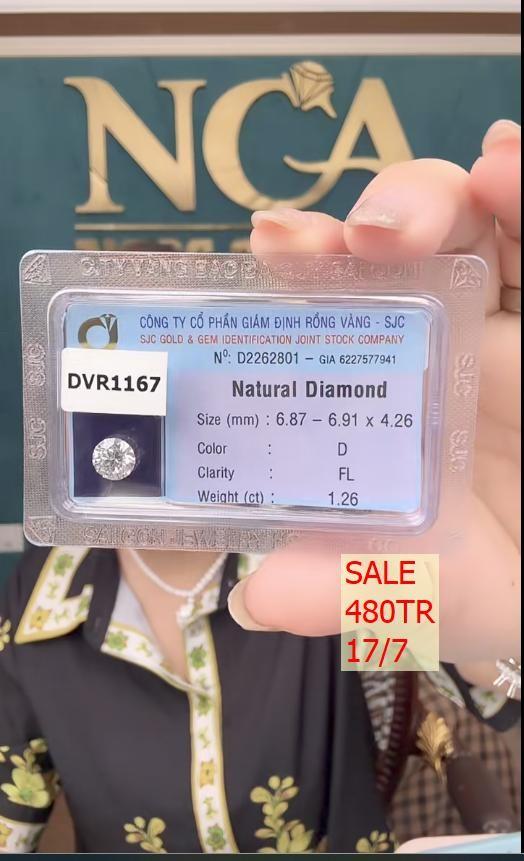 NCA
CÔNG TY CỔ PHẦN GIÁM ĐỊNH RỒNG VÀNG - SJC
SJC GOLD & GEM IDENTIFICATION JOINT STOCK COMPANY
Nº: D2262801 – GIA 6227577941
DVR1167
Natural Diamond
Size (mm) : 6.87 – 6.91 x 4.26
Color : D
Clarity : FL
Weight (ct) : 1.26
SJC
SJC
SJC
SJC
SALE
480TR
17/7